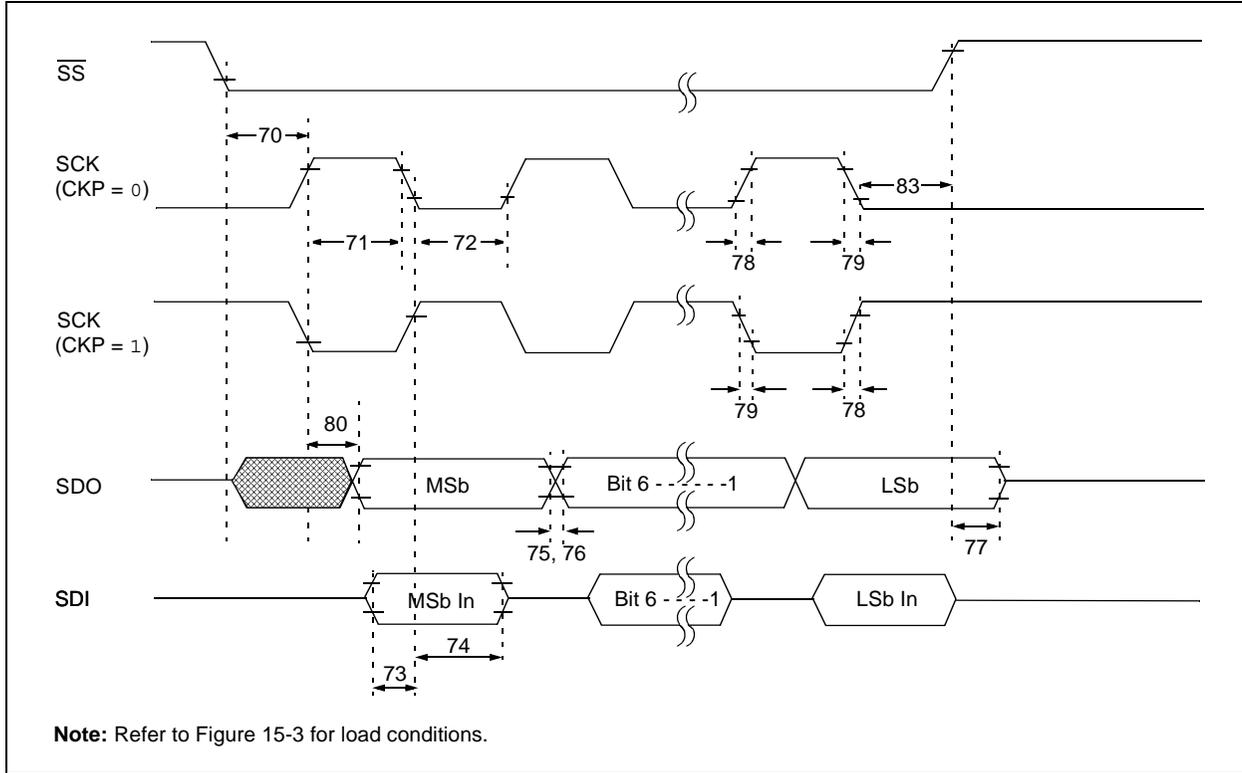 SS
70
SCK
(CKP = 0)
83
71
72
78
79
SCK
(CKP = 1)
79
78
80
SDO
MSb
Bit 6 - - - - - -1
LSb
75, 76
77
SDI
MSb In
Bit 6 - - - -1
LSb In
74
73
Note: Refer to Figure 15-3 for load conditions.